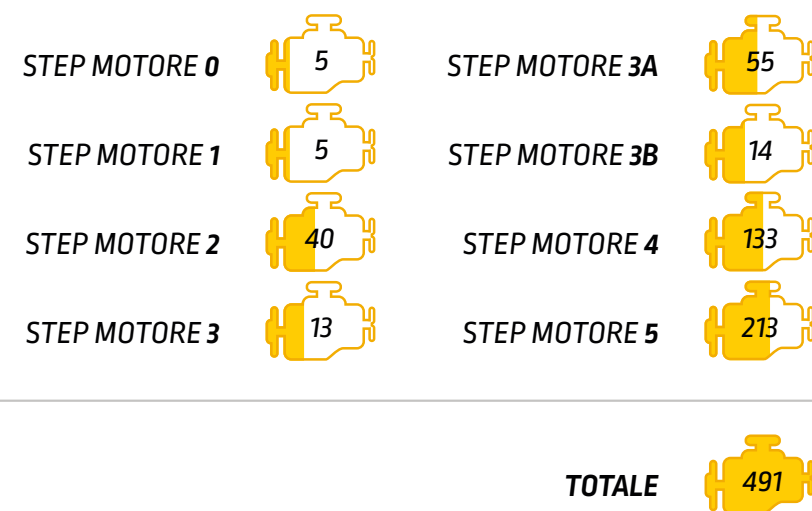 STEP MOTORE 0 5 STEP MOTORE 3A 55
STEP MOTORE 1 5 STEP MOTORE 3B 14
STEP MOTORE 2 40 STEP MOTORE 4 133
STEP MOTORE 3 13 STEP MOTORE 5 213
TOTALE 491